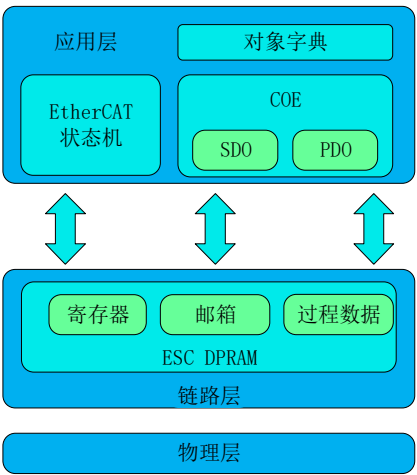 应用层
对象字典
EtherCAT
状态机
COE
SDO
PDO
寄存器
邮箱
过程数据
ESC DPRAM
链路层
物理层